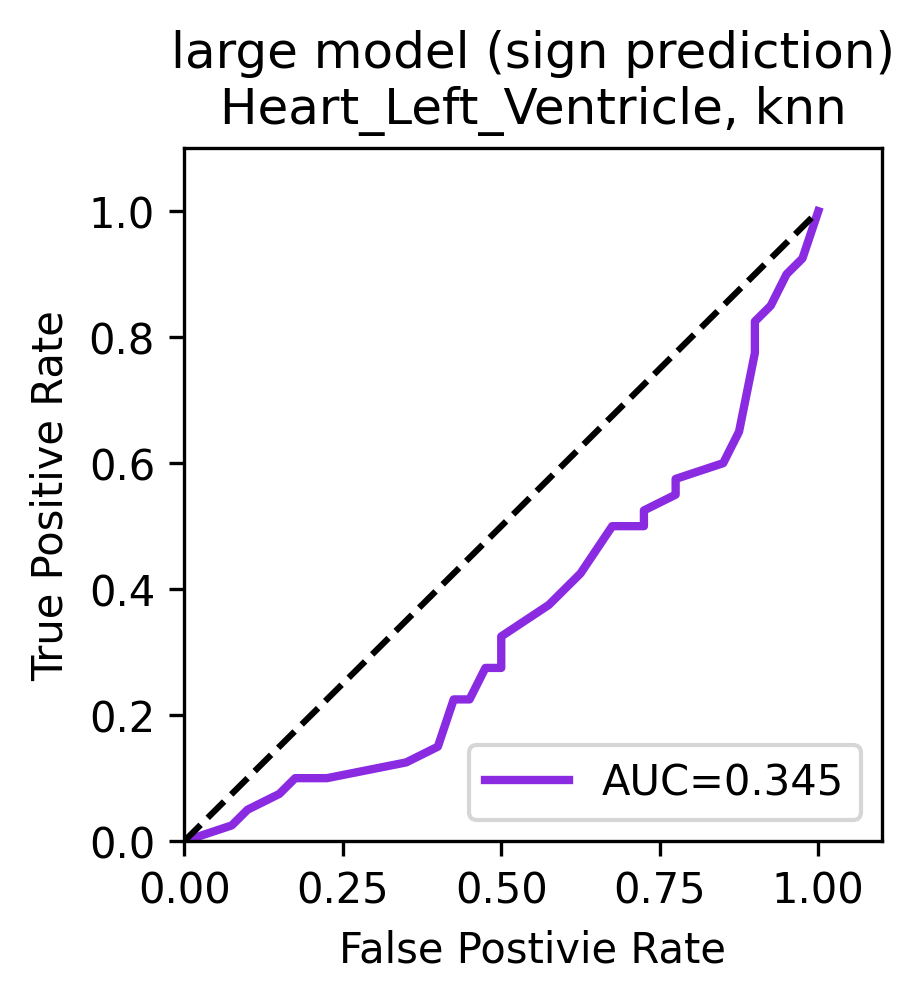 large model (sign prediction)
Heart_Left_Ventricle, knn
True Positive Rate
1.0
0.8
0.6
0.4
0.2
0.0
AUC=0.345
0.00 0.25 0.50 0.75 1.00
False Postivie Rate